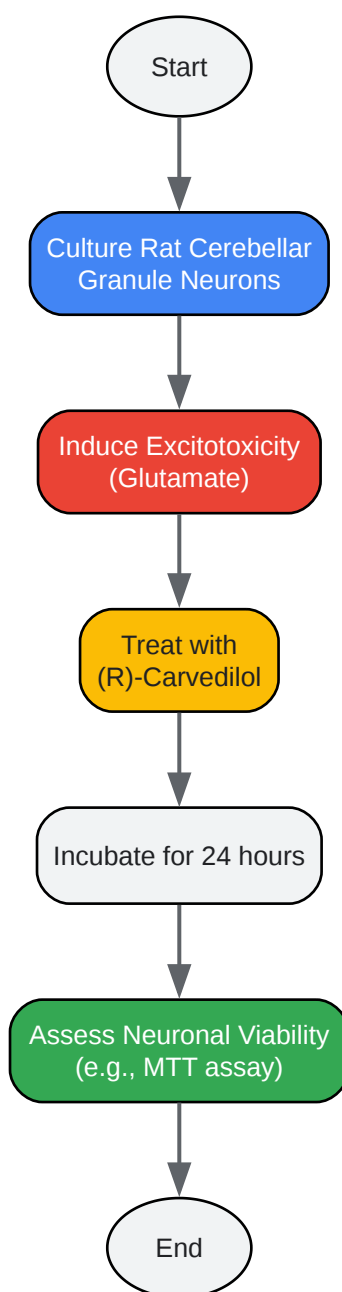 Start
Culture Rat Cerebellar
Granule Neurons
Induce Excitotoxicity
(Glutamate)
Treat with
(R)-Carvedilol
Incubate for 24 hours
Assess Neuronal Viability
(e.g., MTT assay)
End